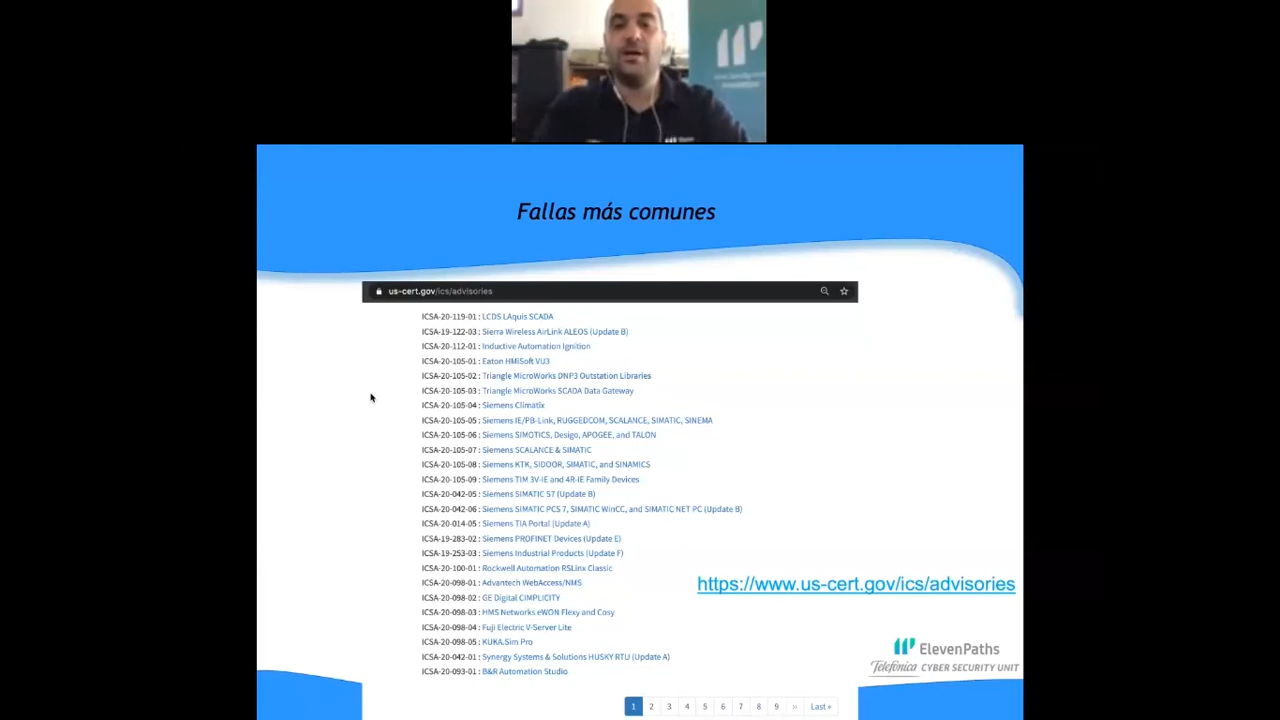 Fallas más comunes
us-cert.gov/ics/advisories
ICSA-20-119-01 : LCDS LAquis SCADA
ICSA-19-122-03 : Sierra Wireless AirLink ALEOS (Update B)
ICSA-20-112-01 : Inductive Automation Ignition
ICSA-20-105-01 : Eaton HMiSoft VU3
ICSA-20-105-02 : Triangle MicroWorks DNP3 Outstation Libraries
ICSA-20-105-03 : Triangle MicroWorks SCADA Data Gateway
ICSA-20-105-04 : Siemens Climatix
ICSA-20-105-05 : Siemens IE/PB-Link, RUGGEDCOM, SCALANCE, SIMATIC, SINEMA
ICSA-20-105-06 : Siemens SIMOTICS, Desigo, APOGEE, and TALON
ICSA-20-105-07 : Siemens SCALANCE & SIMATIC
ICSA-20-105-08 : Siemens KTK, SIDOOR, SIMATIC, and SINAMICS
ICSA-20-105-09 : Siemens TIM 3V-IE and 4R-IE Family Devices
ICSA-20-042-05 : Siemens SIMATIC S7 (Update B)
ICSA-20-042-06 : Siemens SIMATIC PCS 7, SIMATIC WinCC, and SIMATIC NET PC (Update B)
ICSA-20-014-05 : Siemens TIA Portal (Update A)
ICSA-19-283-02 : Siemens PROFINET Devices (Update E)
ICSA-19-253-03 : Siemens Industrial Products (Update F)
ICSA-20-100-01 : Rockwell Automation RSLinx Classic
ICSA-20-098-01 : Advantech WebAccess/NMS
ICSA-20-098-02 : GE Digital CIMPLICITY
ICSA-20-098-03 : HMS Networks eWON Flexy and Cosy
ICSA-20-098-04 : Fuji Electric V-Server Lite
ICSA-20-098-05 : KUKA.Sim Pro
ICSA-20-042-01 : Synergy Systems & Solutions HUSKY RTU (Update A)
ICSA-20-093-01 : B&R Automation Studio
https://www.us-cert.gov/ics/advisories
ElevenPaths
Telefónica CYBER SECURITY UNIT
1 2 3 4 5 6 7 8 9 ›› Last »